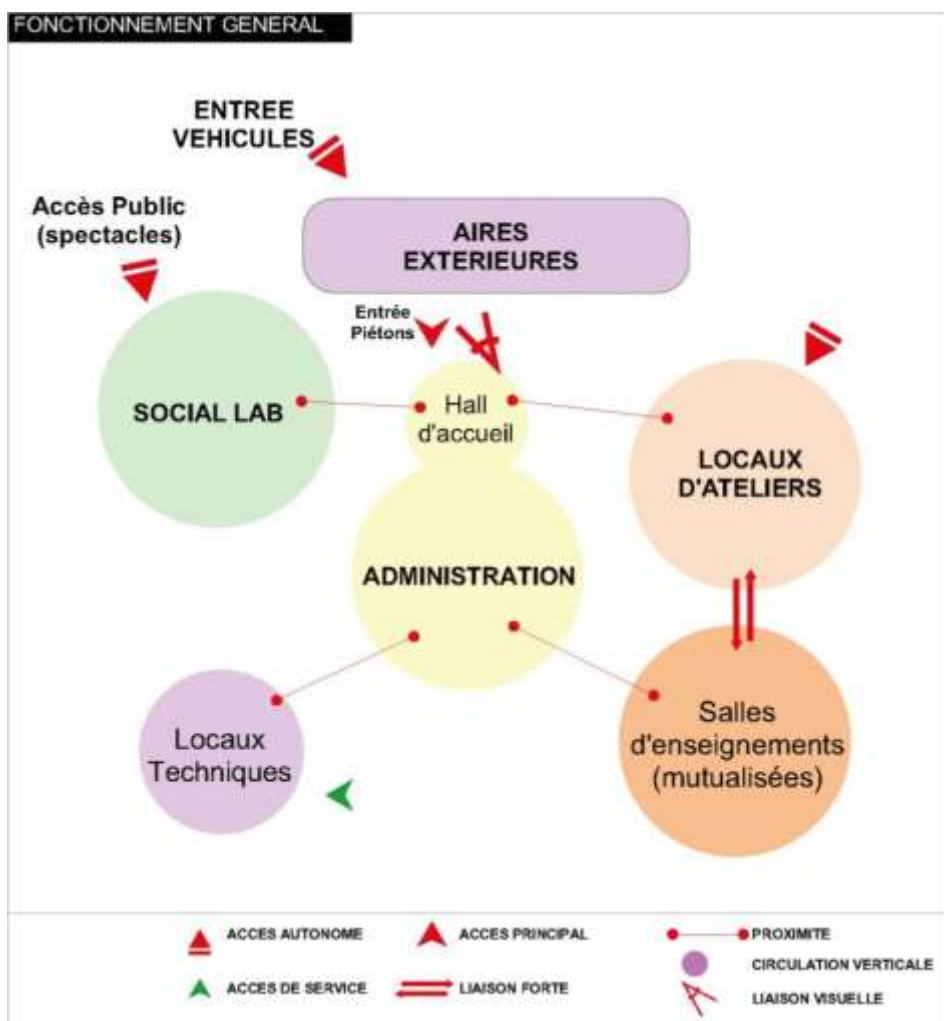 FONCTIONNEMENT GENERAL
ENTREE
VEHICULES
Accès Public
(spectacles)
AIRES
EXTERIEURES
Entrée
Piétons
Hall
d'accueil
SOCIAL LAB
LOCAUX
D'ATELIERS
ADMINISTRATION
Locaux
Techniques
Salles
d'enseignements
(mutualisées)
ACCES AUTONOME
ACCES PRINCIPAL
PROXIMITE
CIRCULATION VERTICALE
ACCES DE SERVICE
LIAISON FORTE
LIAISON VISUELLE